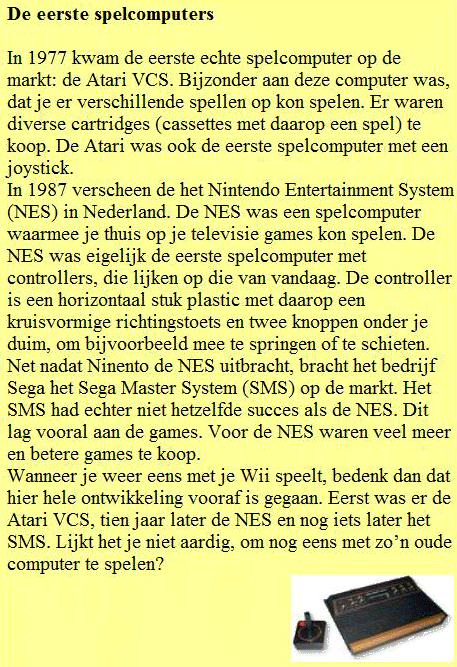 De eerste spelcomputers
In 1977 kwam de eerste echte spelcomputer op de
markt: de Atari VCS. Bijzonder aan deze computer was,
dat je er verschillende spellen op kon spelen. Er waren
diverse cartridges (cassettes met daarop een spel) te
koop. De Atari was ook de eerste spelcomputer met een
joystick.
In 1987 verscheen de het Nintendo Entertainment System
(NES) in Nederland. De NES was een spelcomputer
waarmee je thuis op je televisie games kon spelen. De
NES was eigelijk de eerste spelcomputer met
controllers, die lijken op die van vandaag. De controller
is een horizontaal stuk plastic met daarop een
kruisvormige richtingstoets en twee knoppen onder je
duim, om bijvoorbeeld mee te springen of te schieten.
Net nadat Ninento de NES uitbracht, bracht het bedrijf
Sega het Sega Master System (SMS) op de markt. Het
SMS had echter niet hetzelfde succes als de NES. Dit
lag vooral aan de games. Voor de NES waren veel meer
en betere games te koop.
Wanneer je weer eens met je Wii speelt, bedenk dan dat
hier hele ontwikkeling vooraf is gegaan. Eerst was er de
Atari VCS, tien jaar later de NES en nog iets later het
SMS. Lijkt het je niet aardig, om nog eens met zo’n oude
computer te spelen?